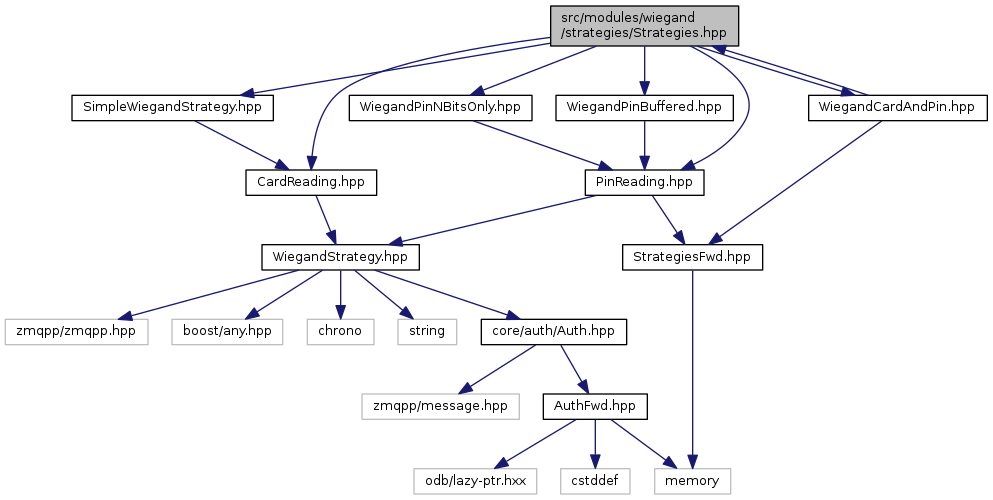 src/modules/wiegand
/strategies/Strategies.hpp
SimpleWiegandStrategy.hpp
WiegandPinNBitsOnly.hpp
WiegandPinBuffered.hpp
WiegandCardAndPin.hpp
CardReading.hpp
PinReading.hpp
WiegandStrategy.hpp
StrategiesFwd.hpp
zmqpp/zmqpp.hpp
boost/any.hpp
chrono
string
core/auth/Auth.hpp
zmqpp/message.hpp
AuthFwd.hpp
odb/lazy-ptr.hxx
cstddef
memory